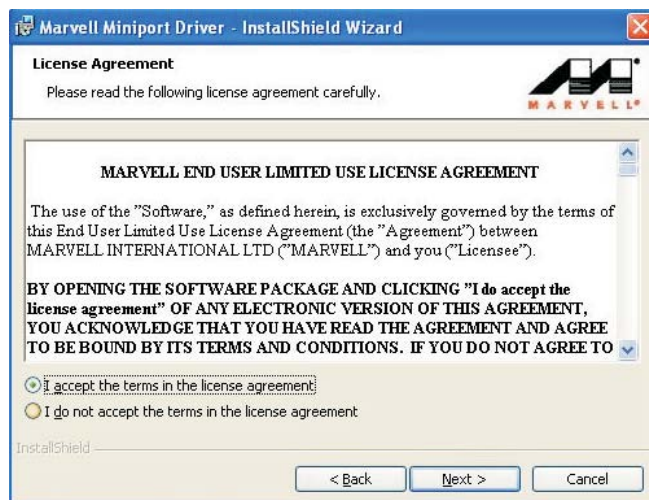 Marvell Miniport Driver - InstallShield Wizard
License Agreement
Please read the following license agreement carefully.
MARVELL®
MARVELL END USER LIMITED USE LICENSE AGREEMENT
The use of the "Software," as defined herein, is exclusively governed by the terms of
this End User Limited Use License Agreement (the "Agreement") between
MARVELL INTERNATIONAL LTD ("MARVELL") and you ("Licensee").
BY OPENING THE SOFTWARE PACKAGE AND CLICKING "I do accept the
license agreement" OF ANY ELECTRONIC VERSION OF THIS AGREEMENT,
YOU ACKNOWLEDGE THAT YOU HAVE READ THE AGREEMENT AND AGREE
TO BE BOUND BY ITS TERMS AND CONDITIONS. IF YOU DO NOT AGREE TO
I accept the terms in the license agreement
I do not accept the terms in the license agreement
InstallShield
< Back Next > Cancel